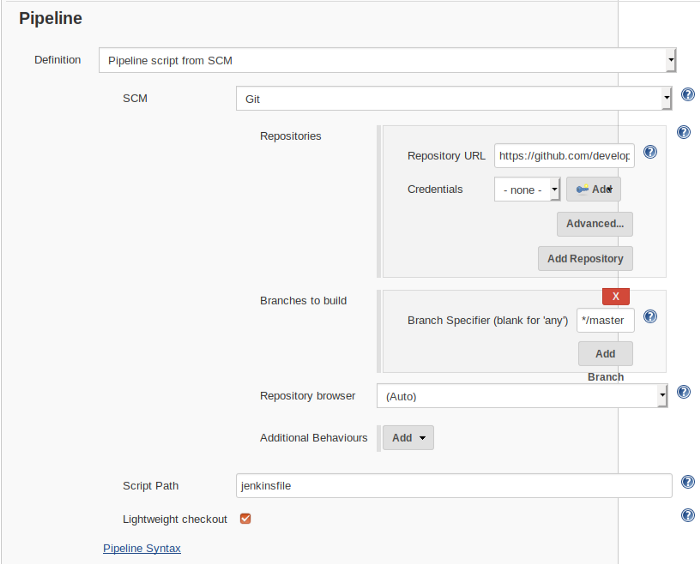 Pipeline
Definition
Pipeline script from SCM
SCM
Git
Repositories
Repository URL
https://github.com/develop
Credentials
- none -
Add
Advanced...
Add Repository
Branches to build
X
Branch Specifier (blank for 'any')
*/master
Add
Branch
Repository browser
(Auto)
Additional Behaviours
Add
Script Path
jenkinsfile
Lightweight checkout
Pipeline Syntax